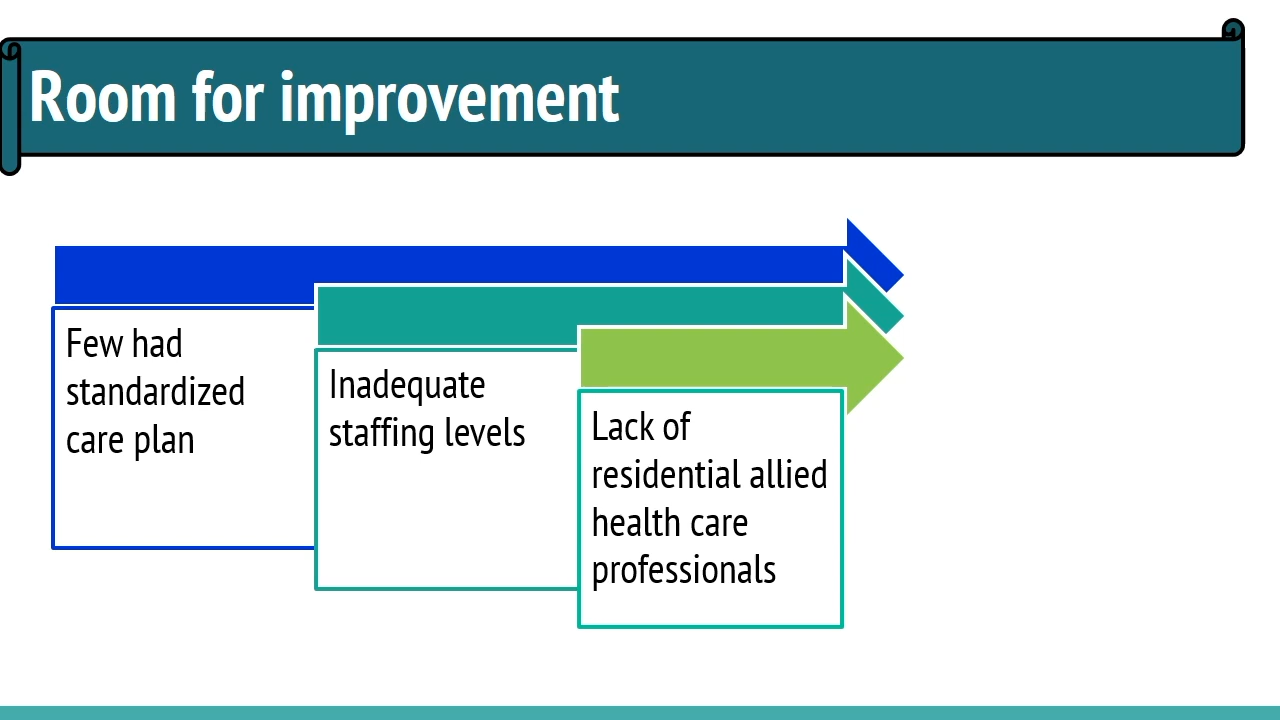 Room for improvement
Few had
standardized
care plan
Inadequate
staffing levels
Lack of
residential allied
health care
professionals